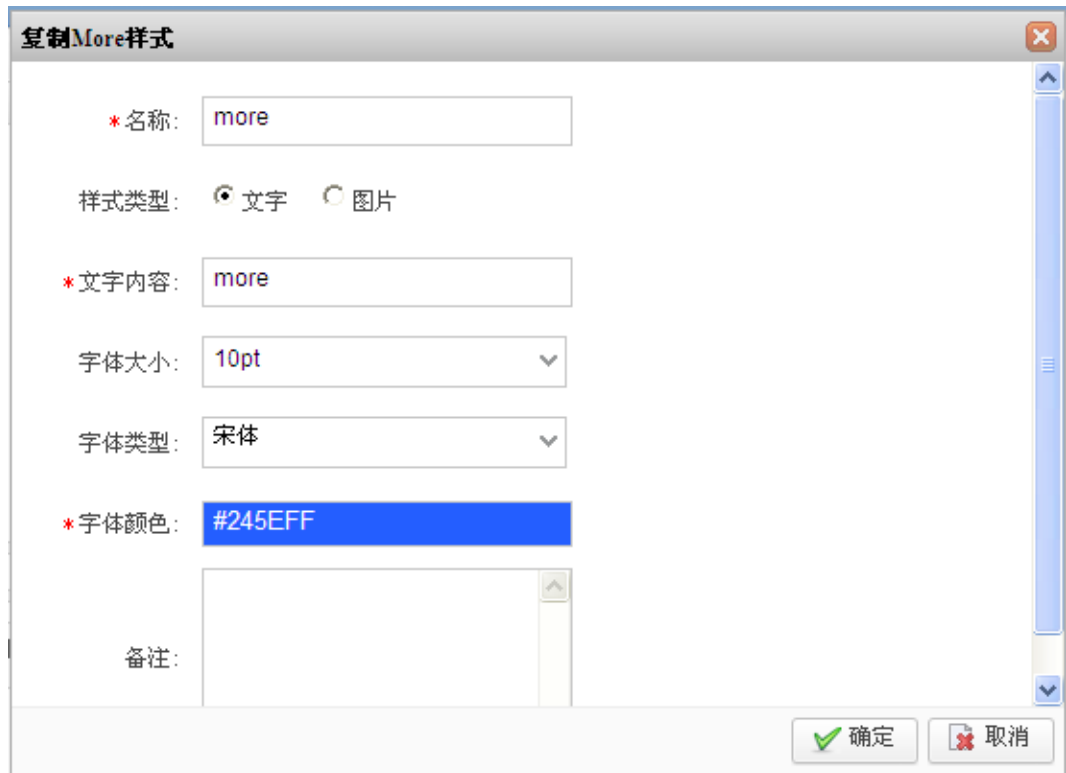 复制More样式
*名称: more
样式类型: 文字 图片
*文字内容: more
字体大小: 10pt
字体类型: 宋体
*字体颜色: #245EFF
备注:
确定 取消